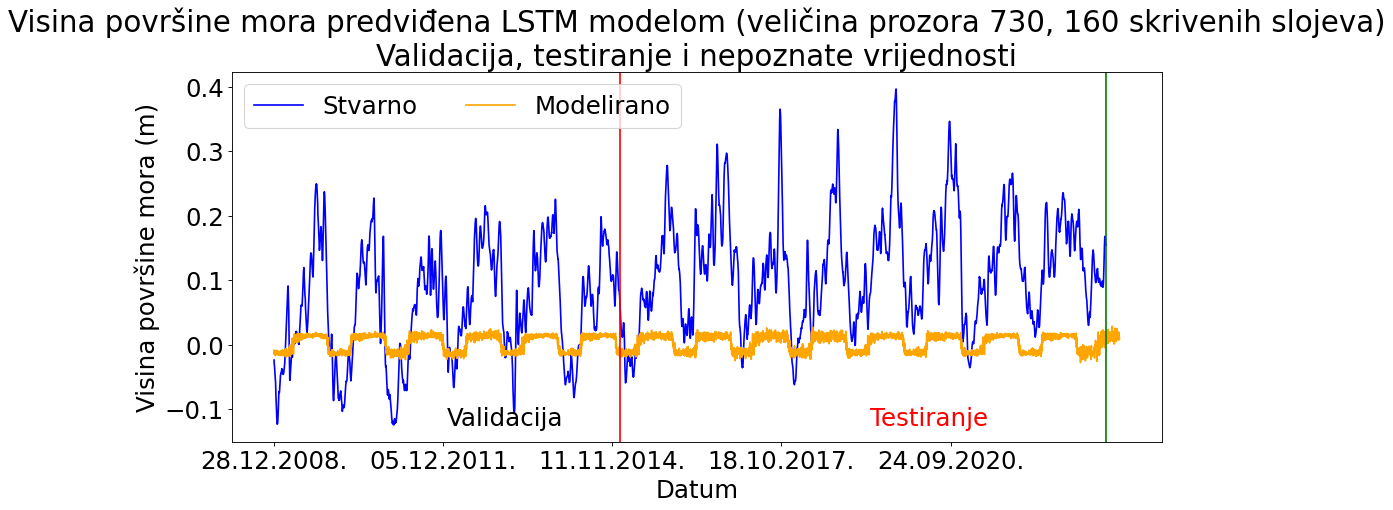 Visina površine mora predviđena LSTM modelom (veličina prozora 730, 160 skrivenih slojeva)
Validacija, testiranje i nepoznate vrijednosti
Stvarno
Modelirano
Visina površine mora (m)
0.4
0.3
0.2
0.1
0.0
−0.1
Validacija
Testiranje
28.12.2008.
05.12.2011.
11.11.2014.
18.10.2017.
24.09.2020.
Datum